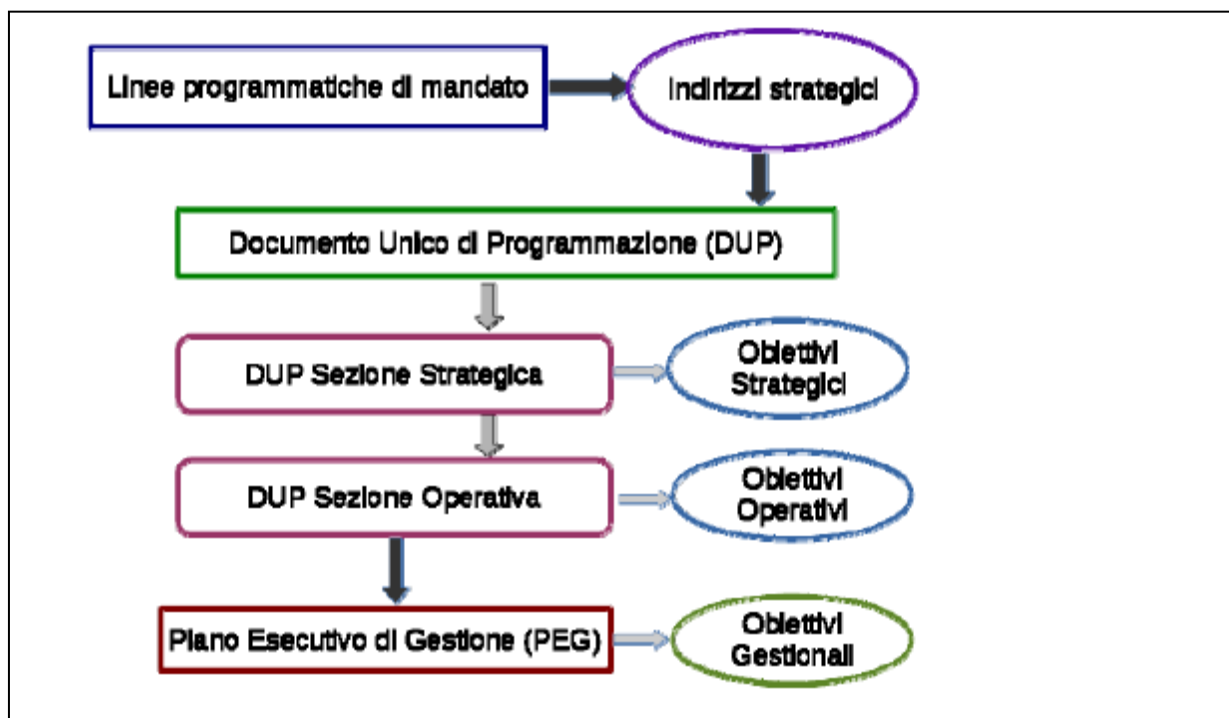 Linee programmatiche di mandato
Indirizzi strategici
Documento Unico di Programmazione (DUP)
DUP Sezione Strategica
Obiettivi
Strategici
DUP Sezione Operativa
Obiettivi
Operativi
Piano Esecutivo di Gestione (PEG)
Obiettivi
Gestionali